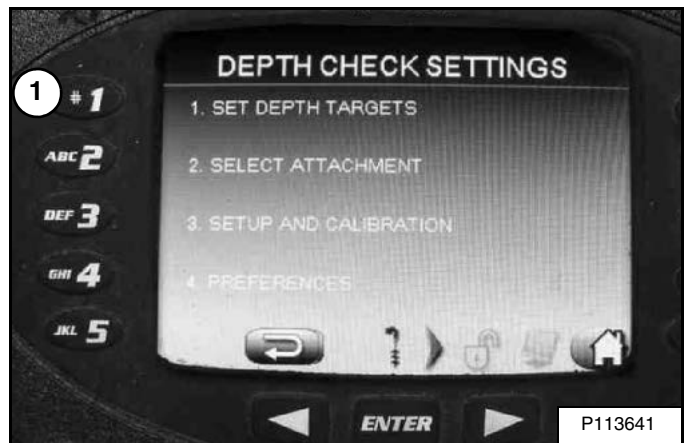 DEPTH CHECK SETTINGS
1
# 1
1. SET DEPTH TARGETS
ABC 2
2. SELECT ATTACHMENT
DEF 3
3. SETUP AND CALIBRATION
GHI 4
4. PREFERENCES
JKL 5
ENTER
P113641